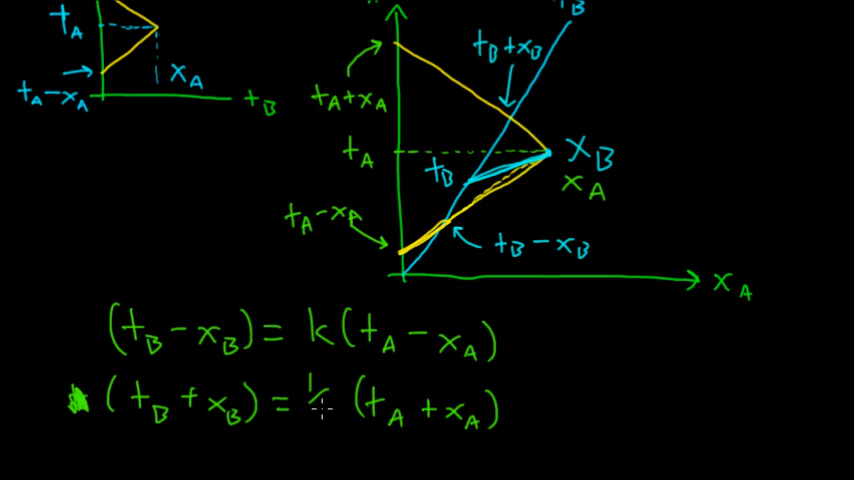 t_A
x_A
t_A - x_A
t_B
t_B
t_B + x_B
t_A + x_A
t_A
x_B
t_B
x_A
t_A - x_A
t_B - x_B
x_A
(t_B - x_B) = k(t_A - x_A)
(t_B + x_B) = 1/ (t_A + x_A)